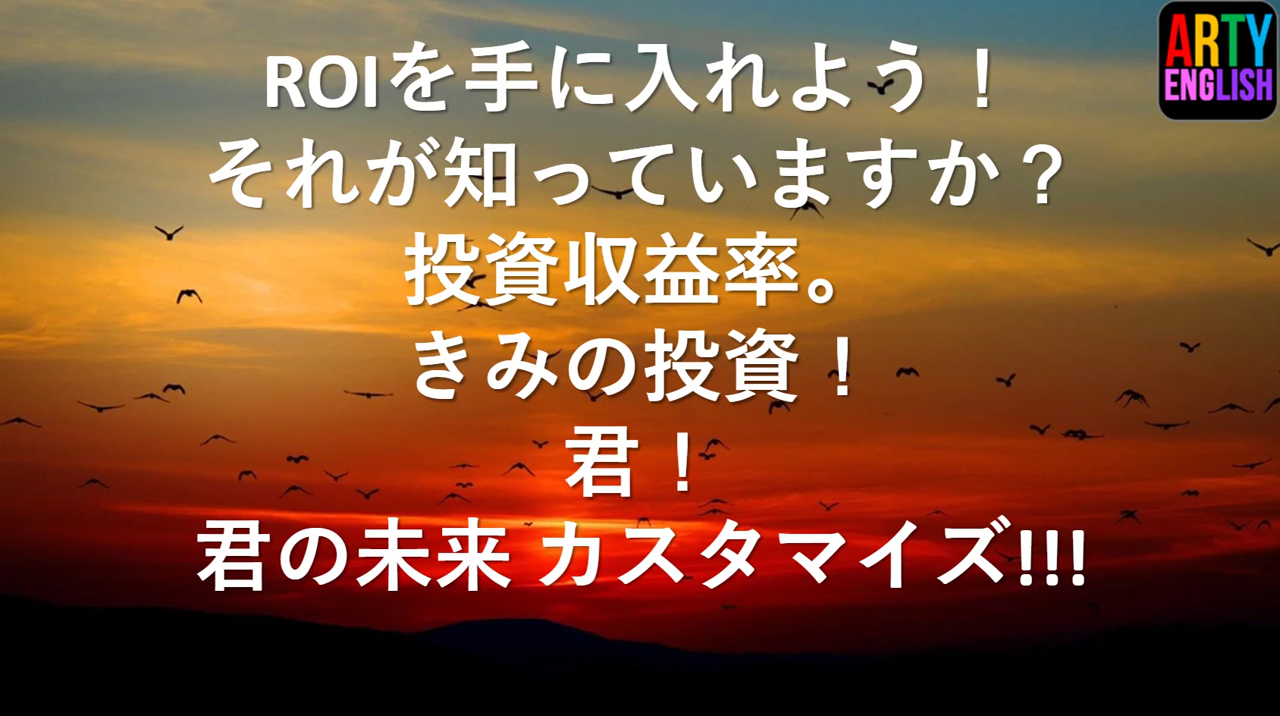 ROIを手に入れよう！
それが知っていますか？
投資収益率。
きみの投資！
君！
君の未来 カスタマイズ!!!
ARTY
ENGLISH